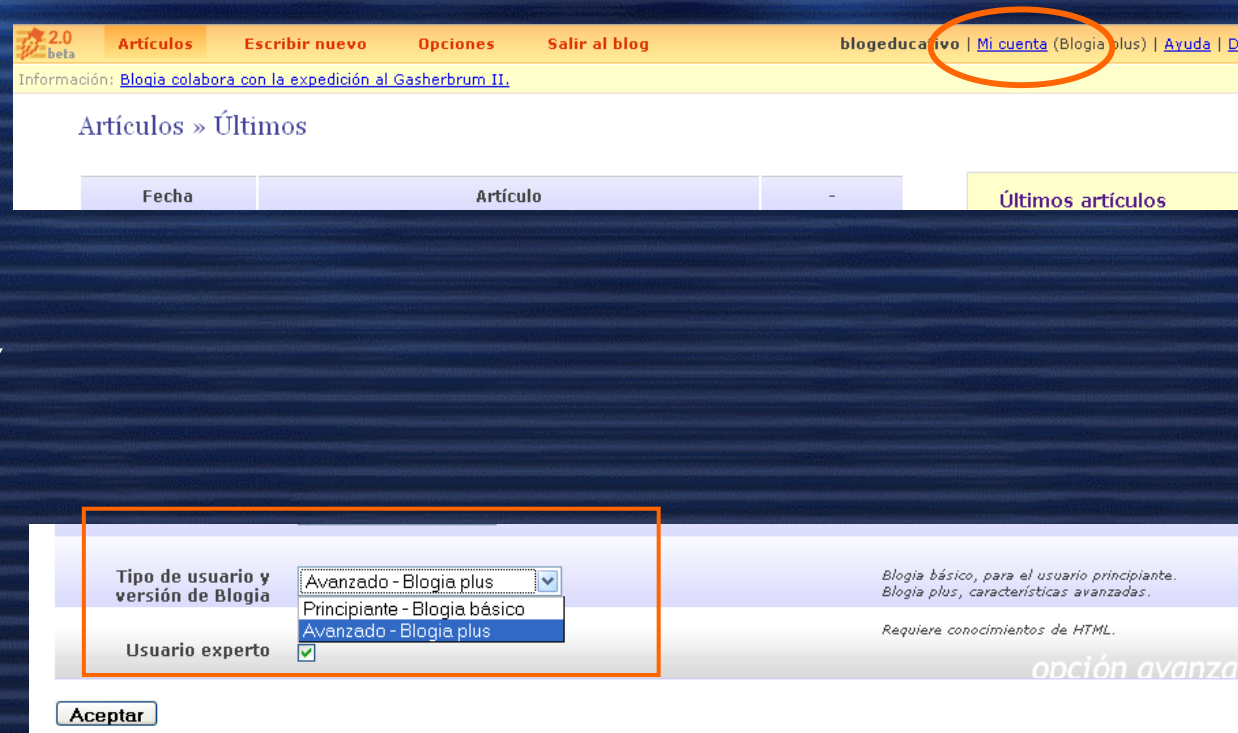 2.0 beta Artículos Escribir nuevo Opciones Salir al blog blogeducativo | Mi cuenta (Blogia plus) | Ayuda | D
Información: Blogia colabora con la expedición al Gasherbrum II.
Artículos » Últimos
Fecha Artículo - Últimos artículos
Tipo de usuario y versión de Blogia
Avanzado - Blogia plus
Principiante - Blogia básico
Avanzado - Blogia plus
Blogia básico, para el usuario principiante.
Blogia plus, características avanzadas.
Usuario experto
Requiere conocimientos de HTML.
opción avanza
Aceptar